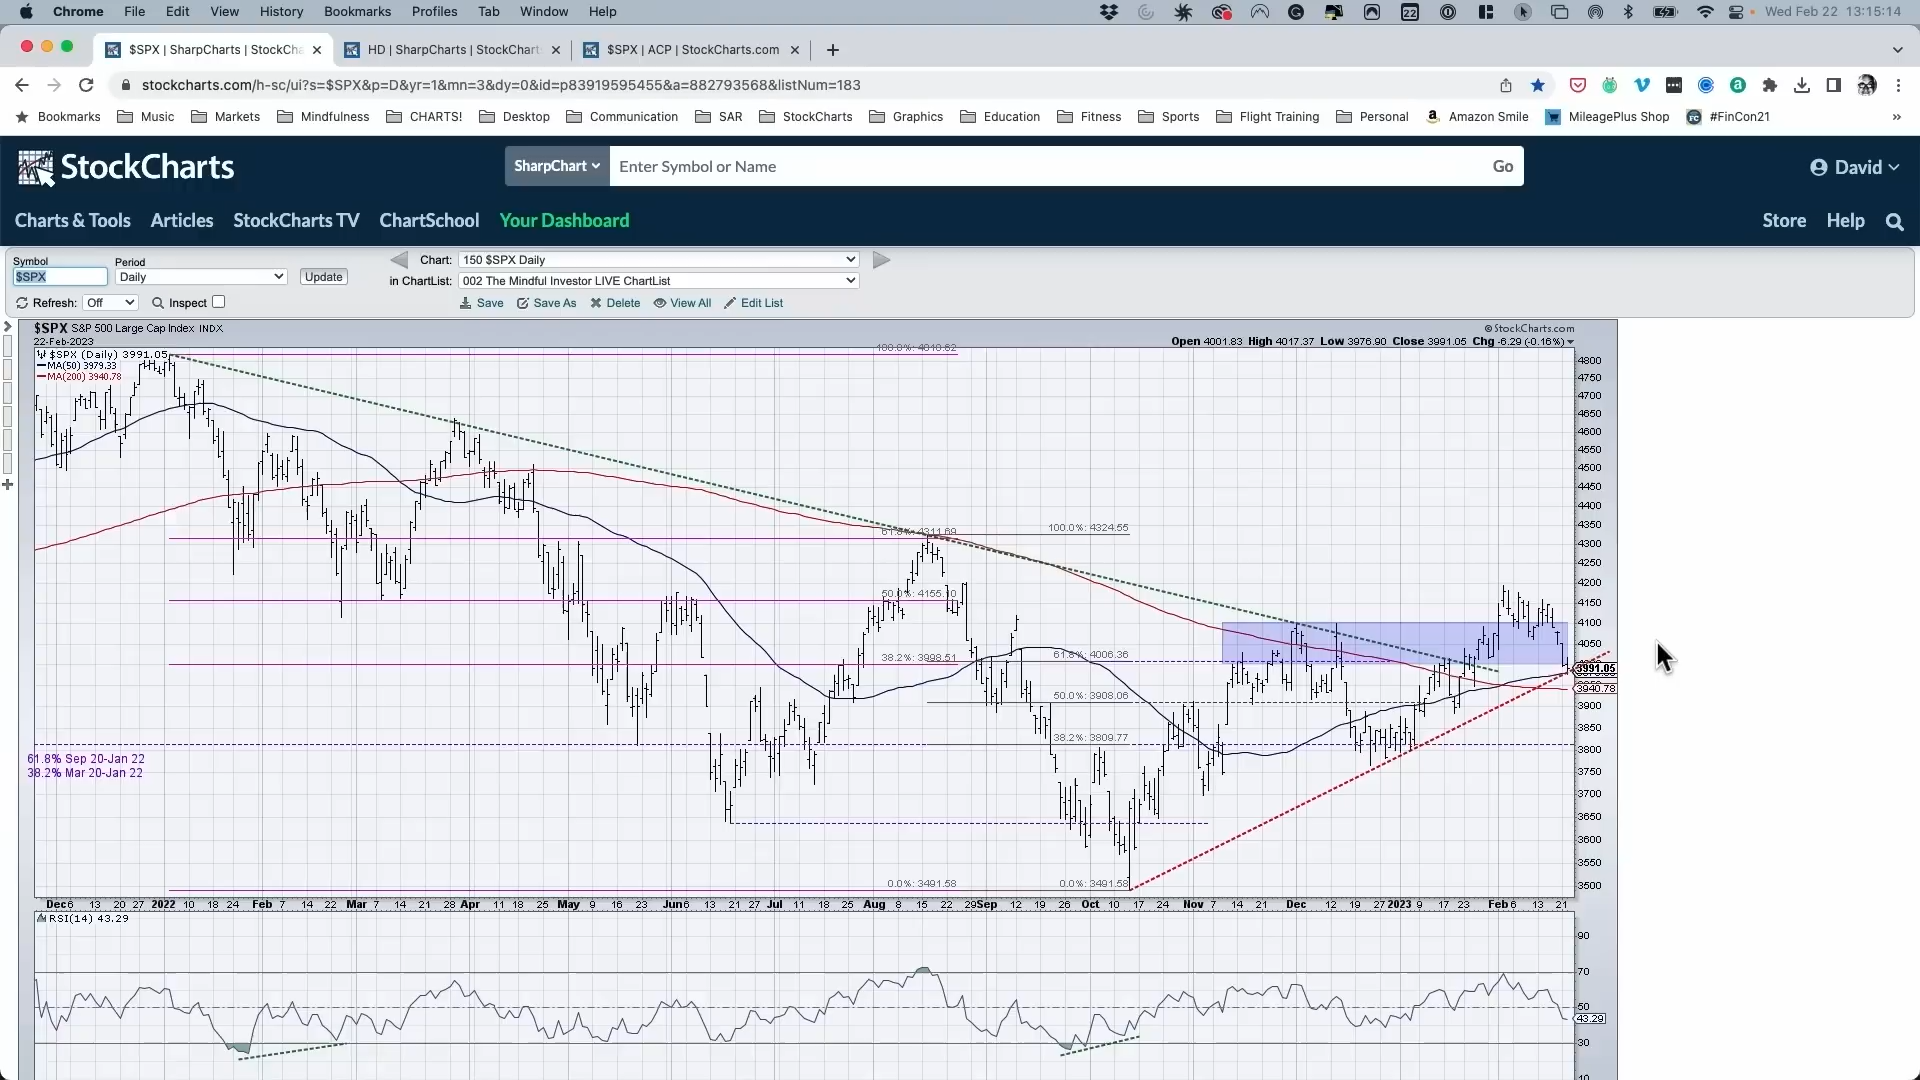 Chrome File Edit View History Bookmarks Profiles Tab Window Help 22 Wed Feb 22 13:15:14
$SPX | SharpCharts | StockCha HD | SharpCharts | StockChart $SPX | ACP | StockCharts.com
stockcharts.com/h-sc/ui?s=$SPX&p=D&yr=1&mn=3&dy=0&id=p83919595455&a=882793568&listNum=183
Bookmarks Music Markets Mindfulness CHARTS! Desktop Communication SAR StockCharts Graphics Education Fitness Sports Flight Training Personal Amazon Smile MileagePlus Shop #FinCon21 »
StockCharts SharpChart Enter Symbol or Name Go David
Charts & Tools Articles StockCharts TV ChartSchool Your Dashboard Store Help
Symbol Period Chart: 150 $SPX Daily
$SPX Daily Update in ChartList: 002 The Mindful Investor LIVE ChartList
Refresh: Off Inspect Save Save As Delete View All Edit List
$SPX S&P 500 Large Cap Index INDX © StockCharts.com
22-Feb-2023 Open 4001.83 High 4017.37 Low 3976.90 Close 3991.05 Chg -6.29 (-0.16%)
$SPX (Daily) 3991.05
MA(50) 3979.33
MA(200) 3940.78
4800
4750
4700
4650
4600
4550
4500
4450
4400
4350
4300
4250
4200
4150
4100
4050
3991.05
3940.78
3900
3850
3800
3750
3700
3650
3600
3550
3500
61.8%: 4311.69
50.0%: 4155.10
38.2%: 3998.51
0.0%: 3491.58
100.0%: 4324.55
61.8%: 4006.36
50.0%: 3908.06
38.2%: 3809.77
0.0%: 3491.58
61.8% Sep 20-Jan 22
38.2% Mar 20-Jan 22
Dec 6 13 20 27 2022 10 18 24 Feb 7 14 22 Mar 7 14 21 28 Apr 11 18 25 May 9 16 23 Jun 6 13 21 27 Jul 11 18 25 Aug 8 15 22 29 Sep 12 19 26 Oct 10 17 24 Nov 7 14 21 Dec 12 19 27 2023 9 17 23 Feb 6 13 21
RSI(14) 43.29
90
70
50
43.29
30
10